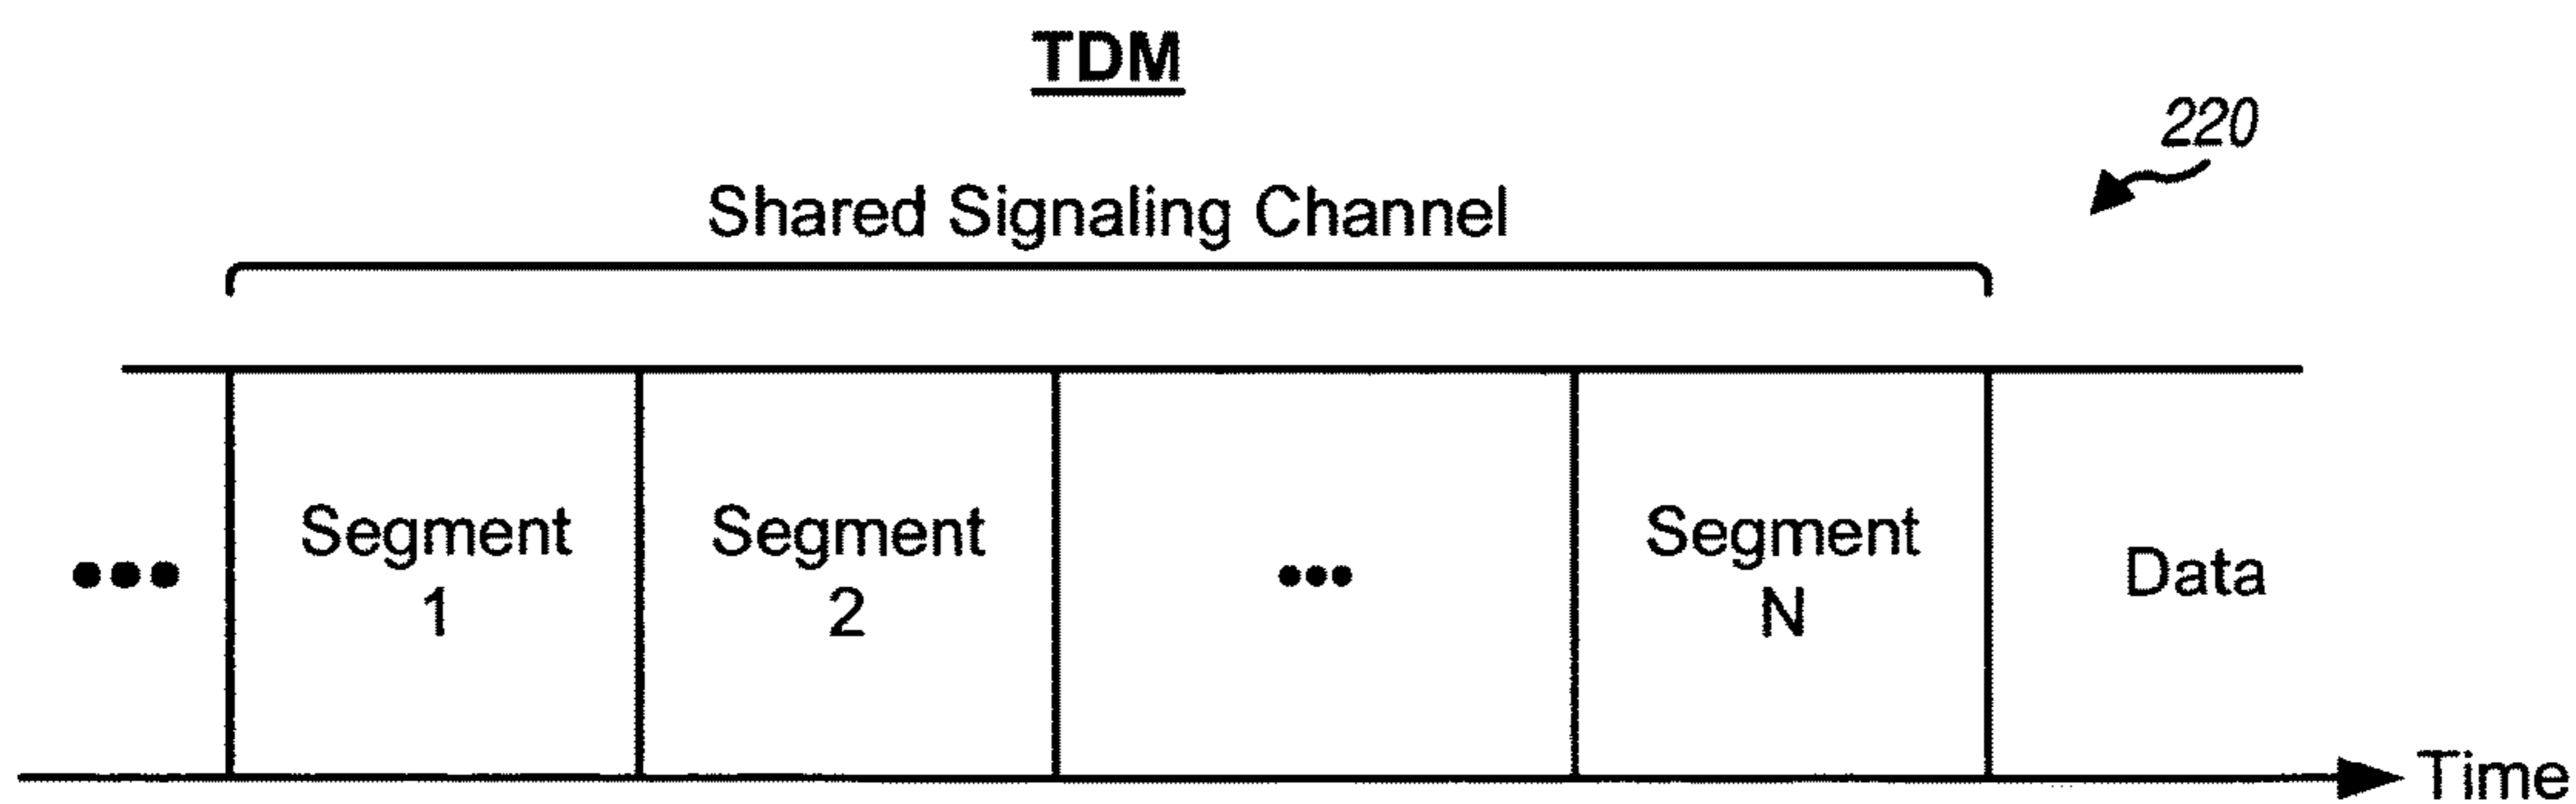 TDM
220
Shared Signaling Channel
••• Segment 1
Segment 2
•••
Segment N
Data
Time